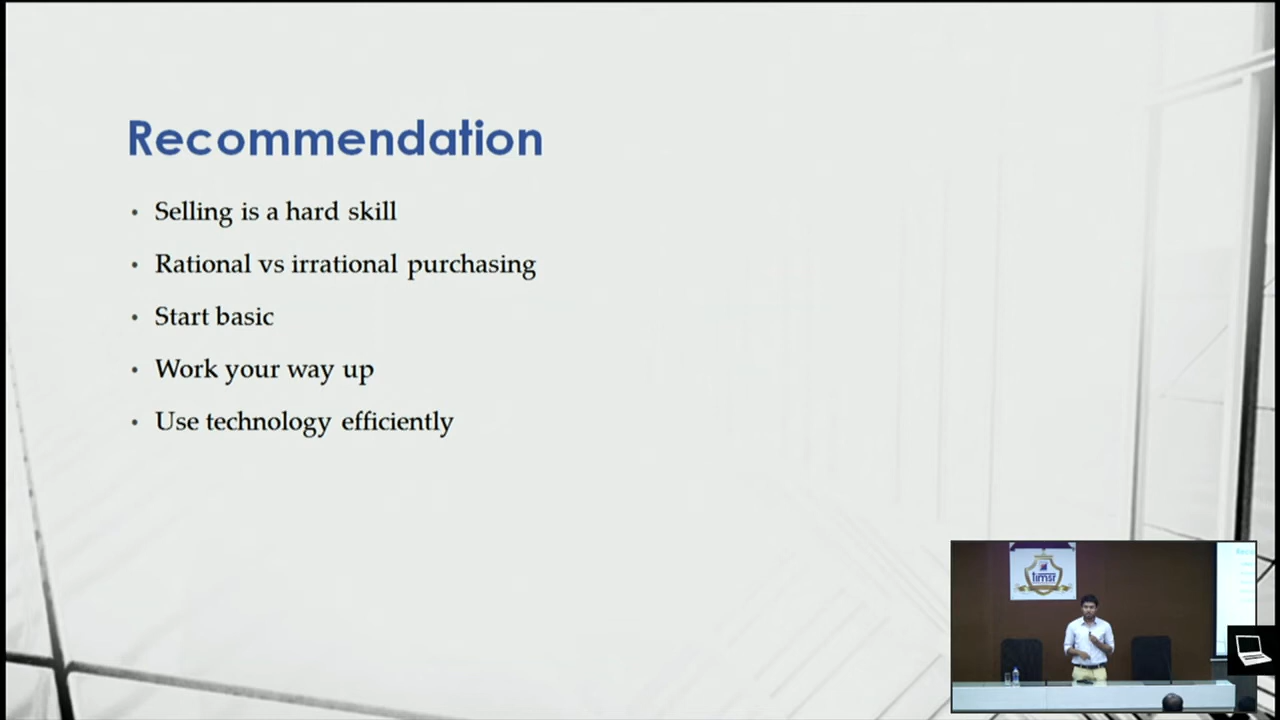 Recommendation
• Selling is a hard skill
• Rational vs irrational purchasing
• Start basic
• Work your way up
• Use technology efficiently